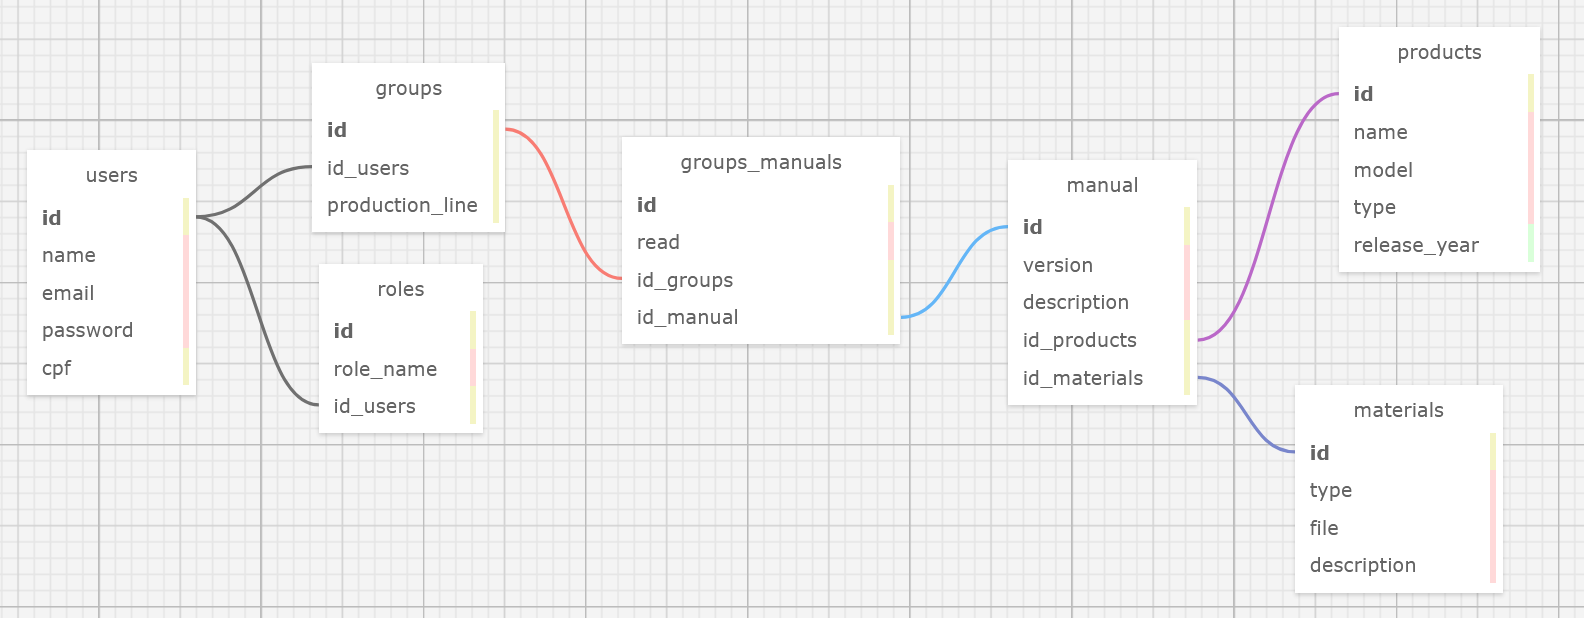 users
id
name
email
password
cpf
groups
id
id_users
production_line
roles
id
role_name
id_users
groups_manuals
id
read
id_groups
id_manual
manual
id
version
description
id_products
id_materials
products
id
name
model
type
release_year
materials
id
type
file
description